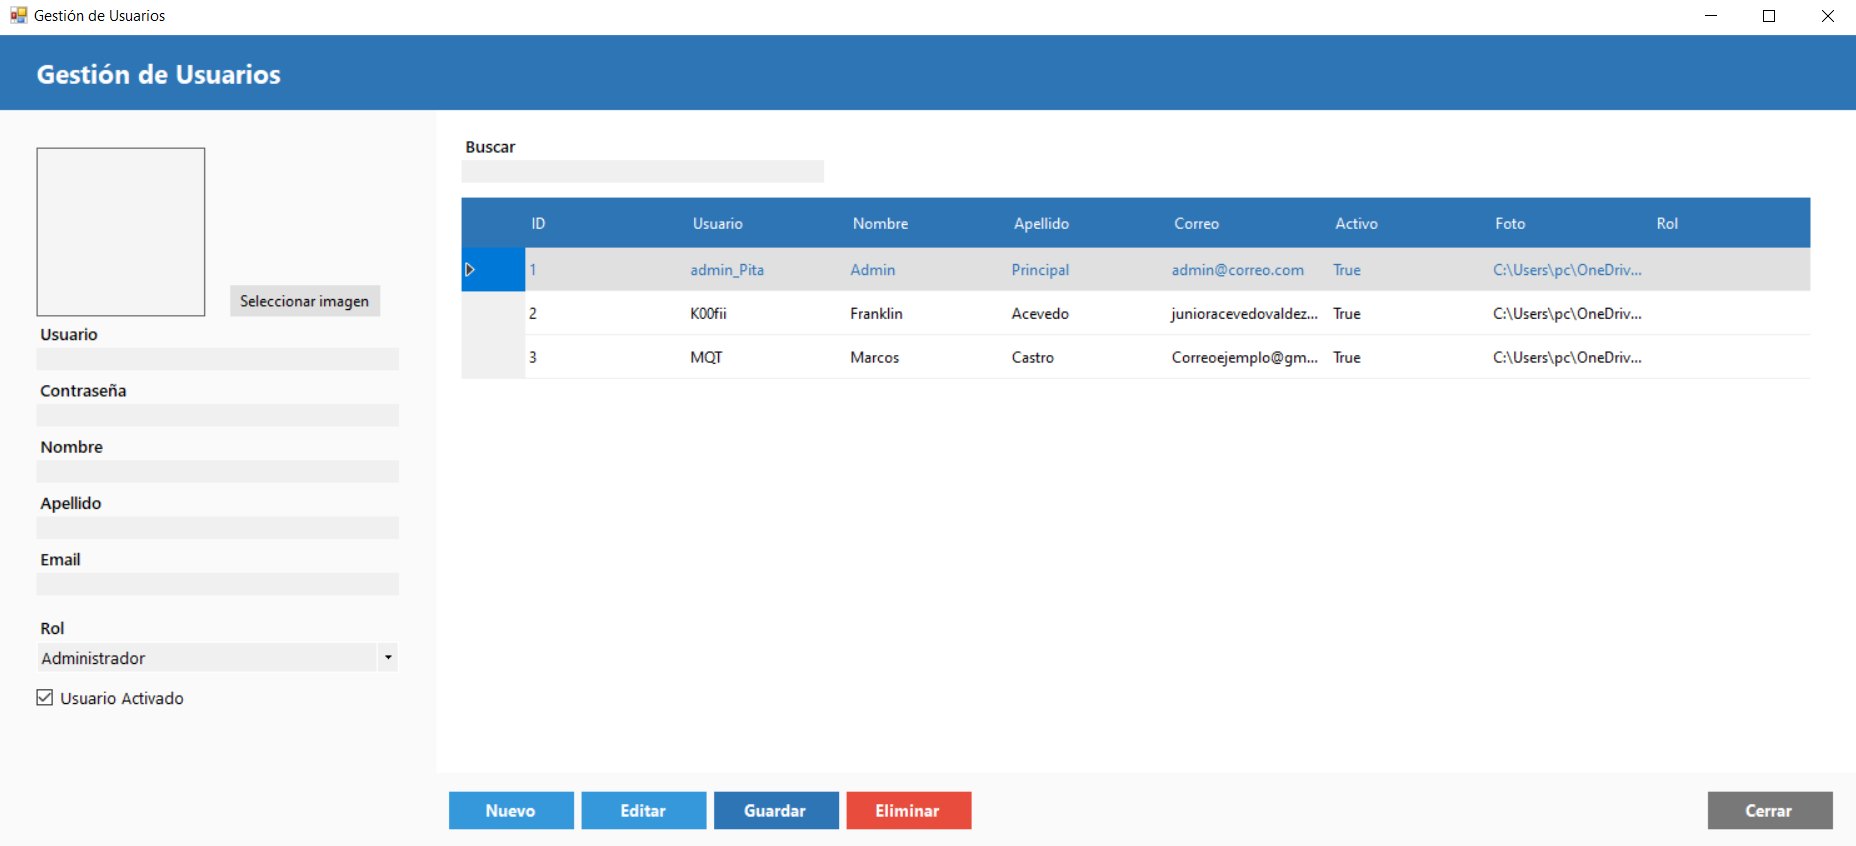 Gestión de Usuarios
Gestión de Usuarios
Seleccionar imagen
Usuario
Contraseña
Nombre
Apellido
Email
Rol
Administrador
Usuario Activado
Buscar
ID Usuario Nombre Apellido Correo Activo Foto Rol
1 admin_Pita Admin Principal admin@correo.com True C:\Users\pc\OneDriv...
2 K00fii Franklin Acevedo junioracevedovaldez... True C:\Users\pc\OneDriv...
3 MQT Marcos Castro Correoejemplo@gm... True C:\Users\pc\OneDriv...
Nuevo Editar Guardar Eliminar Cerrar